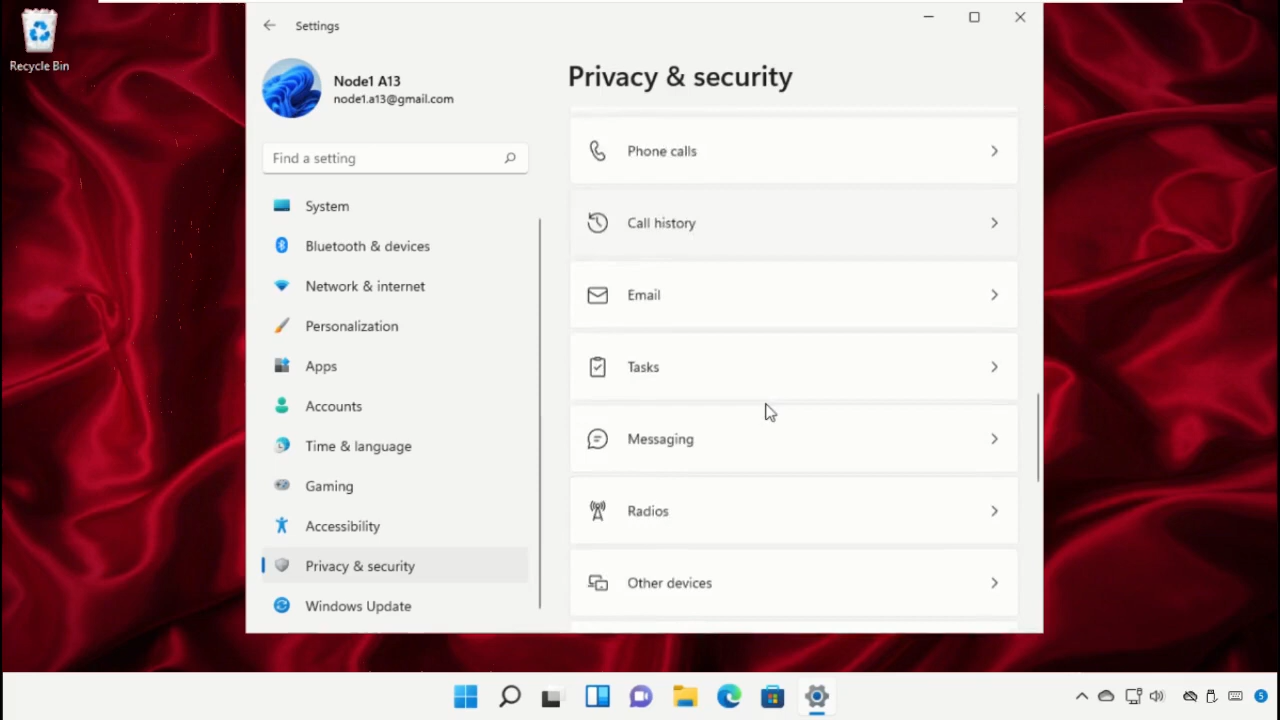 Recycle Bin
Settings
Node1 A13
node1.a13@gmail.com
Find a setting
System
Bluetooth & devices
Network & internet
Personalization
Apps
Accounts
Time & language
Gaming
Accessibility
Privacy & security
Windows Update
Privacy & security
Phone calls
Call history
Email
Tasks
Messaging
Radios
Other devices
5